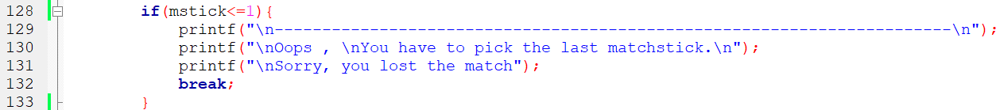 128 if(mstick<=1){
129 printf("\n-----------------------------------------------------------------------\n");
130 printf("\nOops , \nYou have to pick the last matchstick.\n");
131 printf("\nSorry, you lost the match");
132 break;
133 }